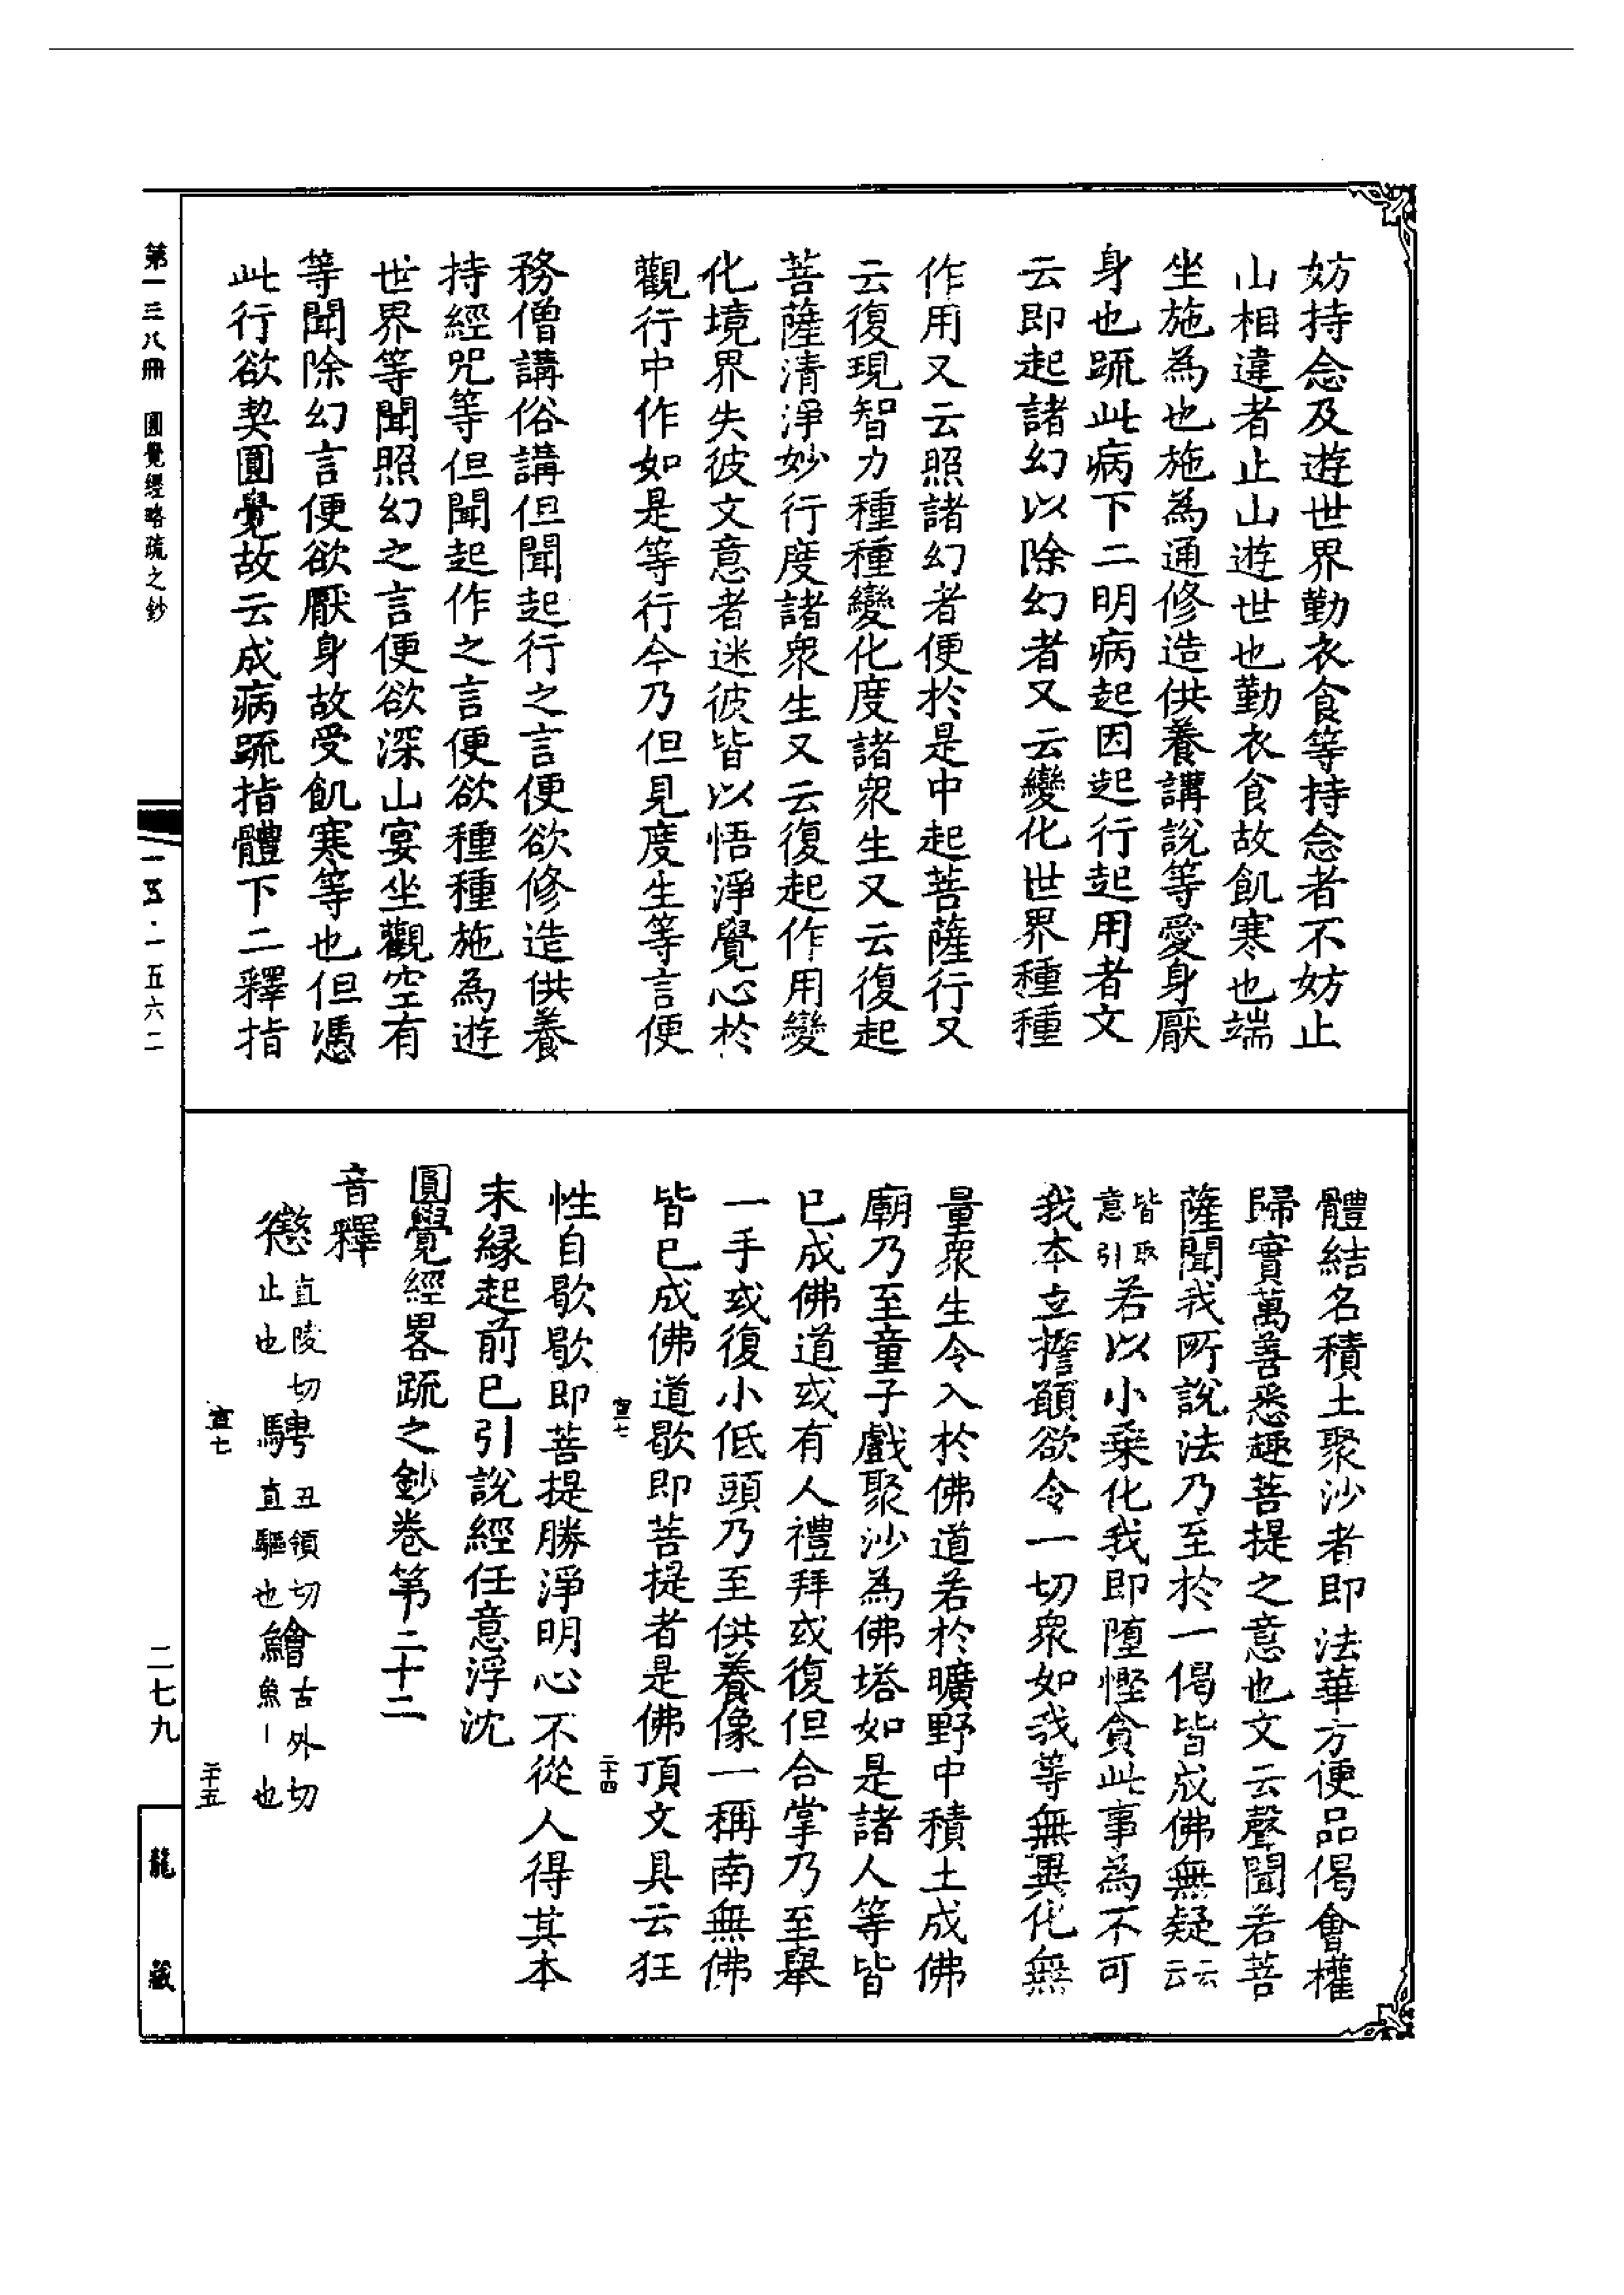 妨持念及遊世界勤衣食等持念者不妨止
山相違者止山遊世也勤衣食故飢寒也端
坐施為也施為通修造供養講說等愛身厭
身也䟽此病下二明病起因起行起用者文
云即起諸幻以除幻者又云變化世界種種
作用又云照諸幻者便於是中起菩薩行又
云復現智力種種變化度諸衆生又云復起
菩薩清淨妙行度諸衆生又云復起作用變
化境界失彼文意者迷彼皆以悟淨覺心於
觀行中作如是等行今乃但見度生等言便
務僧講俗講但聞起行之言便欲修造供養
持經咒等但聞起作之言便欲種種施為遊
世界等聞照幻之言便欲深山宴坐觀空有
等聞除幻言便欲厭身故受飢寒等也但憑
此行欲契圓覺故云成病䟽指體下二釋指
體結名積土聚沙者即法華方便品偈會權
歸實萬善悉趣菩提之意也文云聲聞若菩
薩聞我所說法乃至於一偈皆成佛無疑云云
皆取意引若以小乘化我即墮慳貪此事為不可
我本立擔願欲令一切衆如我等無異化無
量衆生令入於佛道若於曠野中積土成佛
廟乃至童子戲聚沙為佛塔如是諸人等皆
已成佛道或有人禮拜或復但合掌乃至舉
一手或復小低頭乃至供養像一稱南無佛
皆已成佛道歇即菩提者是佛頂文具云狂
宣七 二十四
性自歇歇即菩提勝淨明心不從人得其本
末緣起前已引說經任意浮沈
圓覺經畧䟽之鈔卷第二十二
音釋
懲直陵切止也 騁丑領切直驅也 鱠古外切魚丨也
宣七 二十五
第一三八冊 圓覺經略疏之鈔
一五·一五六二
二七九
龍藏